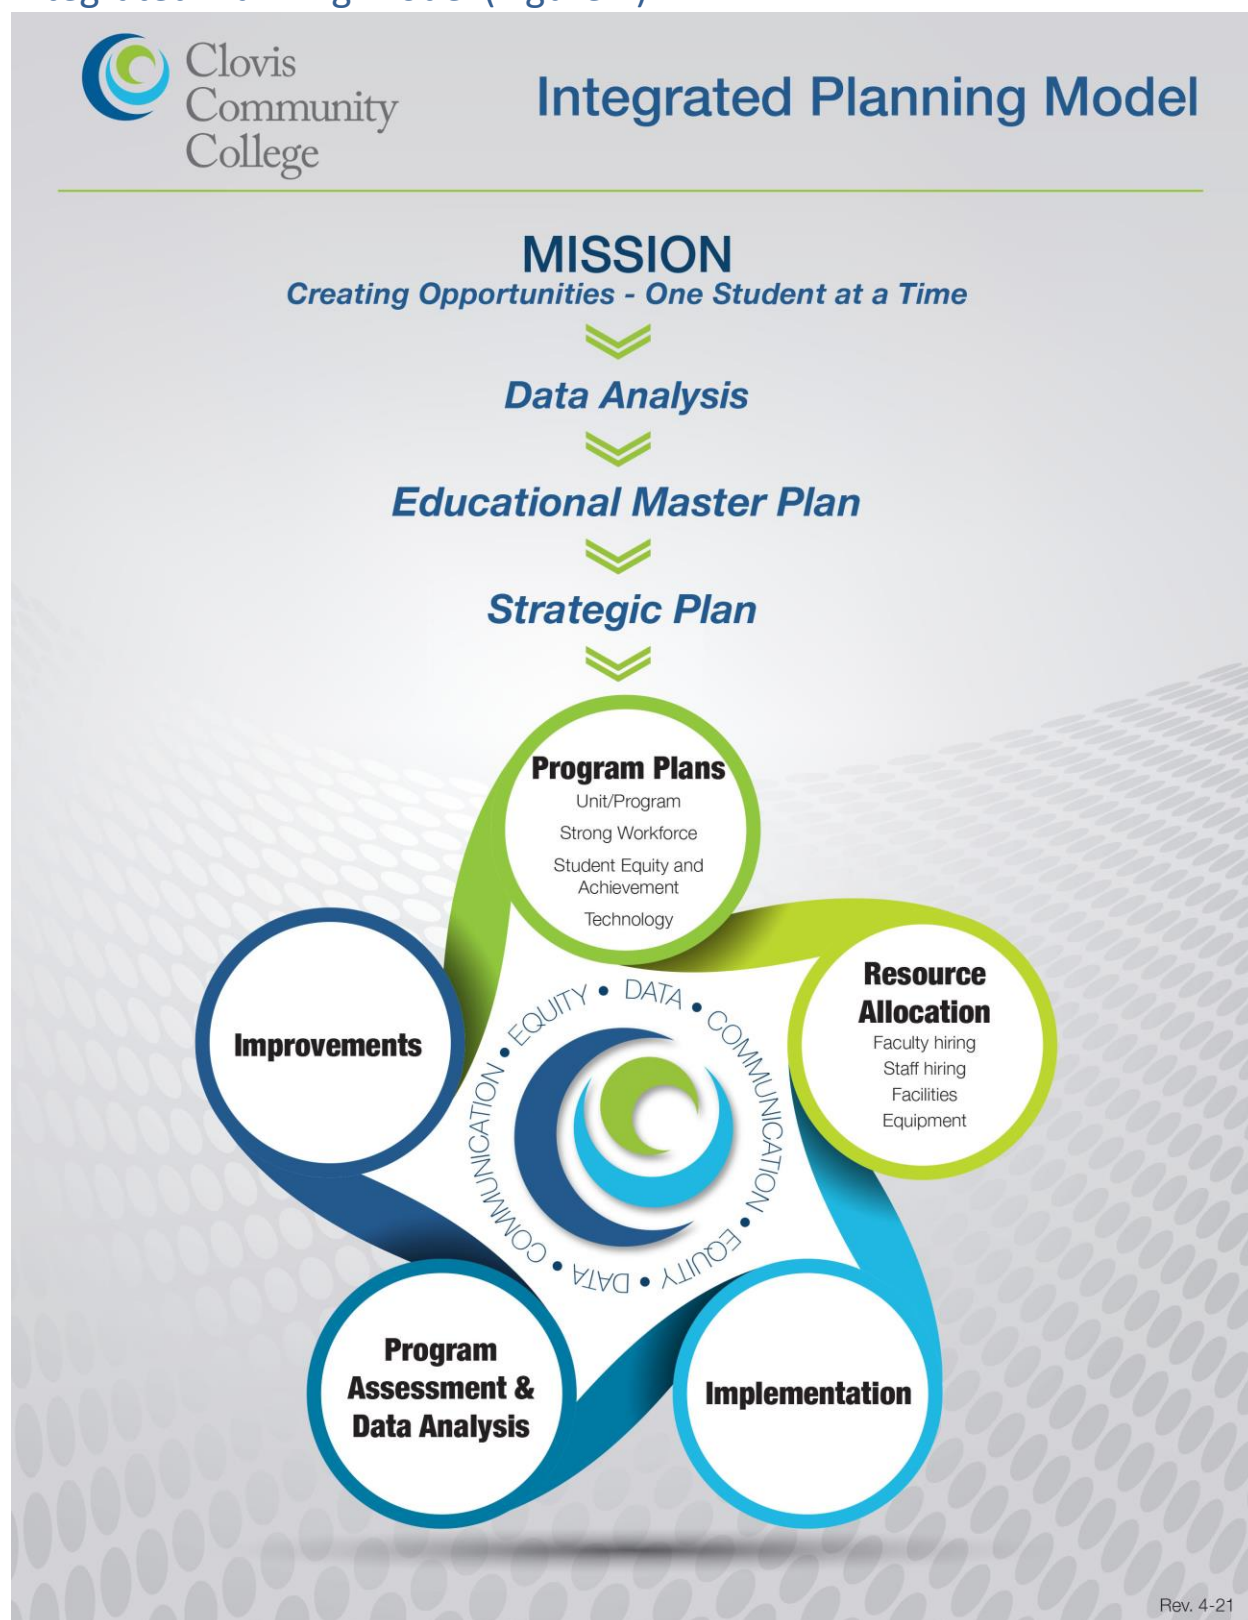 Clovis
Community
College
Integrated Planning Model
MISSION
Creating Opportunities - One Student at a Time
Data Analysis
Educational Master Plan
Strategic Plan
Program Plans
Unit/Program
Strong Workforce
Student Equity and
Achievement
Technology
Resource
Allocation
Faculty hiring
Staff hiring
Facilities
Equipment
Implementation
Program
Assessment &
Data Analysis
Improvements
EQUITY • DATA • COMMUNICATION • EQUITY • DATA • COMMUNICATION •
Rev. 4-21